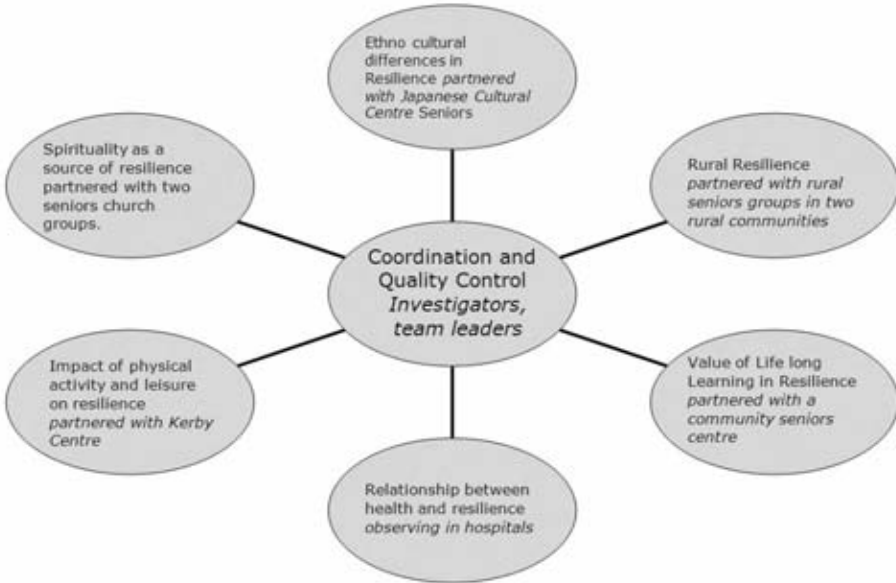 Ethno cultural
differences in
Resilience partnered
with Japanese Cultural
Centre Seniors
Spirituality as a
source of resilience
partnered with two
seniors church
groups.
Rural Resilience
partnered with rural
seniors groups in two
rural communities
Coordination and
Quality Control
Investigators,
team leaders
Impact of physical
activity and leisure
on resilience
partnered with Kerby
Centre
Value of Life long
Learning in Resilience
partnered with a
community seniors
centre
Relationship between
health and resilience
observing in hospitals